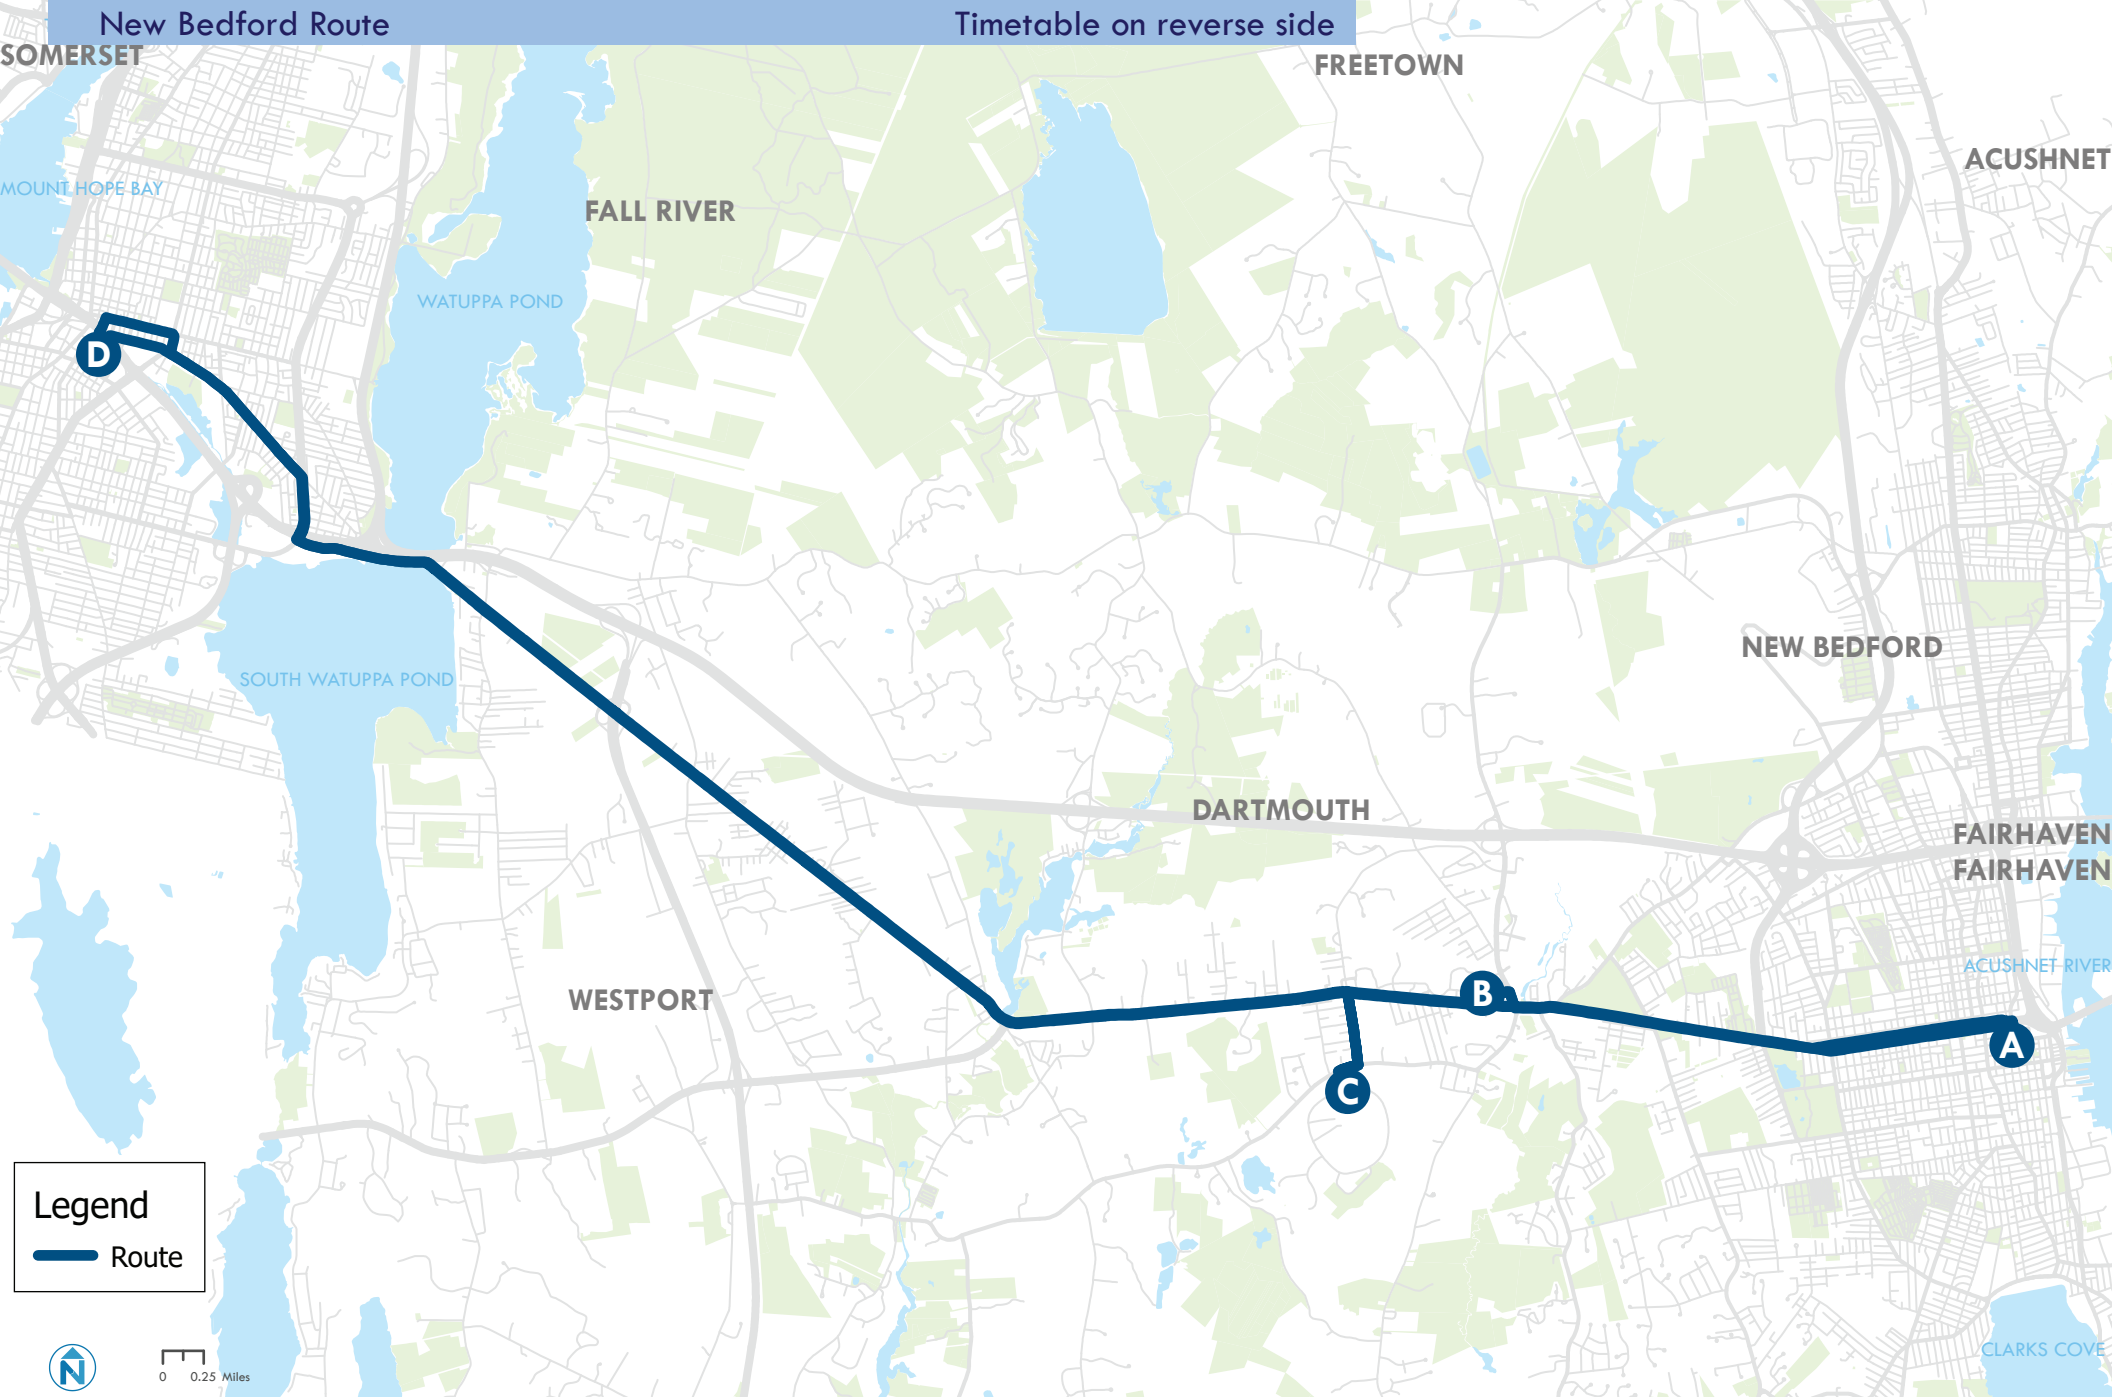 New Bedford Route
Timetable on reverse side
SOMERSET
FREETOWN
ACUSHNET
MOUNT HOPE BAY
FALL RIVER
WATUPPA POND
D
NEW BEDFORD
SOUTH WATUPPA POND
DARTMOUTH
FAIRHAVEN
FAIRHAVEN
ACUSHNET RIVER
WESTPORT
B
A
C
Legend
Route
CLARKS COVE
N
0 0.25 Miles